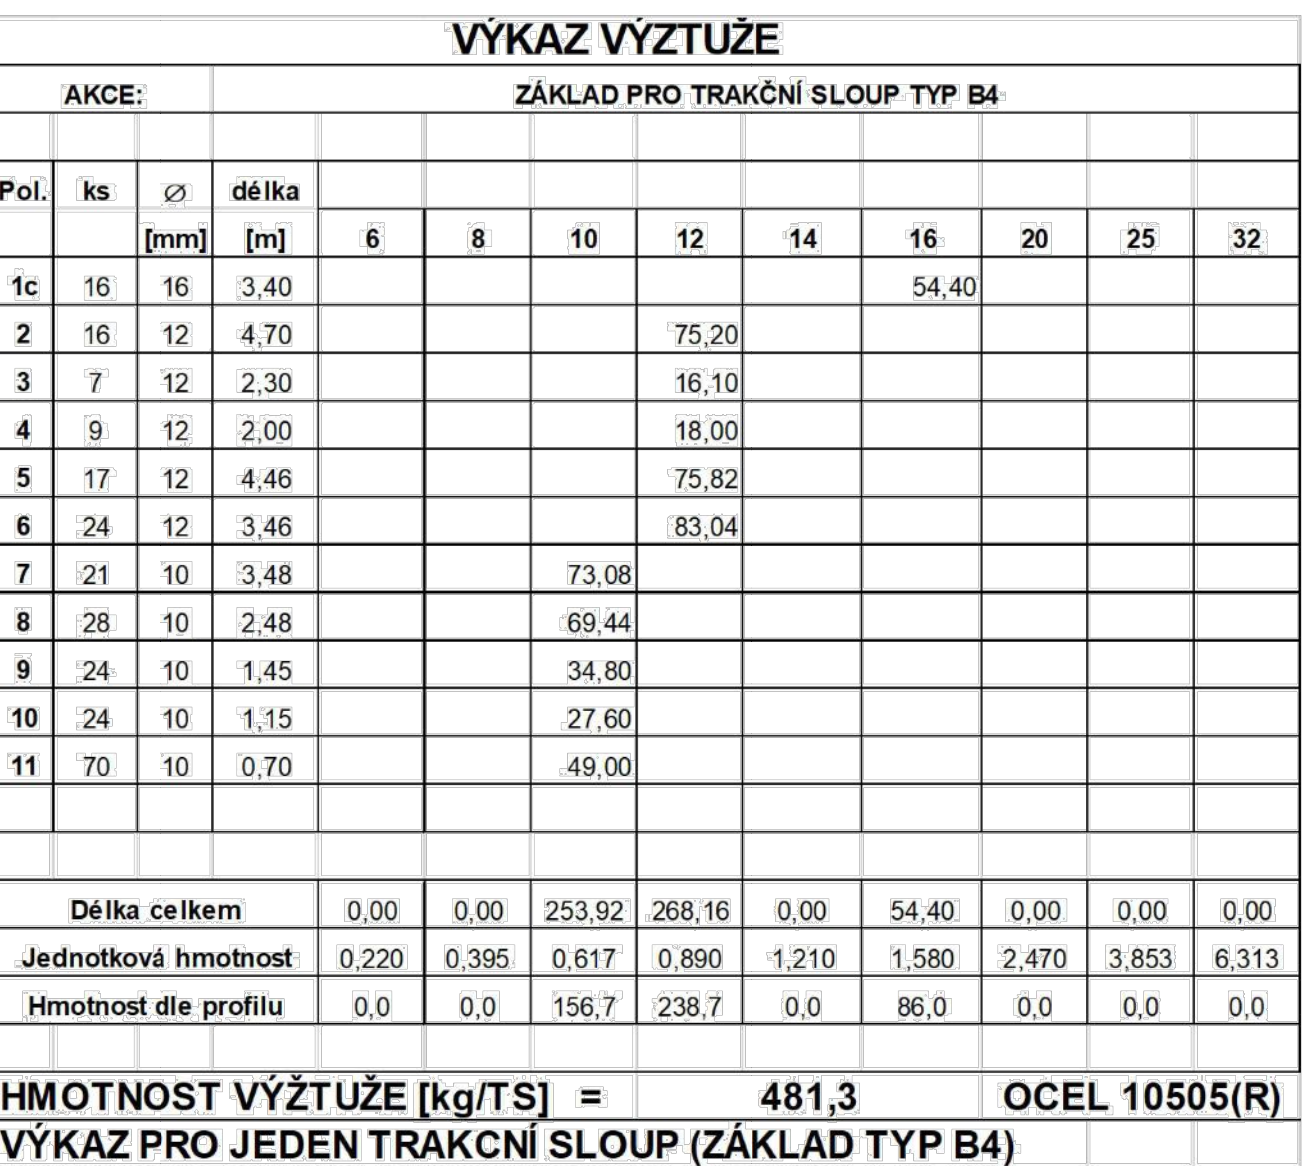 VÝKAZ VÝZTUŽE
AKCE: ZÁKLAD PRO TRAKČNÍ SLOUP TYP B4
Pol. ks ∅ délka
[mm] [m] 6 8 10 12 14 16 20 25 32
1c 16 16 3,40 54,40
2 16 12 4,70 75,20
3 7 12 2,30 16,10
4 9 12 2,00 18,00
5 17 12 4,46 75,82
6 24 12 3,46 83,04
7 21 10 3,48 73,08
8 28 10 2,48 69,44
9 24 10 1,45 34,80
10 24 10 1,15 27,60
11 70 10 0,70 49,00
Délka celkem 0,00 0,00 253,92 268,16 0,00 54,40 0,00 0,00 0,00
Jednotková hmotnost 0,220 0,395 0,617 0,890 1,210 1,580 2,470 3,853 6,313
Hmotnost dle profilu 0,0 0,0 156,7 238,7 0,0 86,0 0,0 0,0 0,0
HMOTNOST VÝŽTUŽE [kg/TS] = 481,3 OCEL 10505(R)
VÝKAZ PRO JEDEN TRAKCNÍ SLOUP (ZÁKLAD TYP B4)